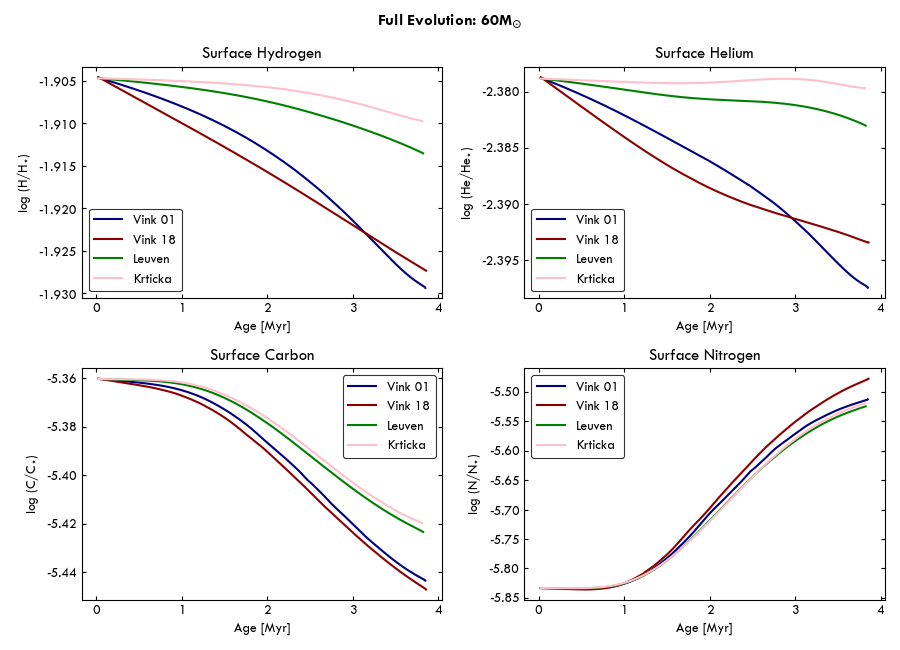 Full Evolution: 60M☉
Surface Hydrogen
log (H/H⋆)
-1.905
-1.910
-1.915
-1.920
-1.925
-1.930
Vink 01
Vink 18
Leuven
Krticka
0 1 2 3 4
Age [Myr]
Surface Helium
log (He/He⋆)
-2.380
-2.385
-2.390
-2.395
Vink 01
Vink 18
Leuven
Krticka
0 1 2 3 4
Age [Myr]
Surface Carbon
log (C/C⋆)
-5.36
-5.38
-5.40
-5.42
-5.44
Vink 01
Vink 18
Leuven
Krticka
0 1 2 3 4
Age [Myr]
Surface Nitrogen
log (N/N⋆)
-5.50
-5.55
-5.60
-5.65
-5.70
-5.75
-5.80
-5.85
Vink 01
Vink 18
Leuven
Krticka
0 1 2 3 4
Age [Myr]